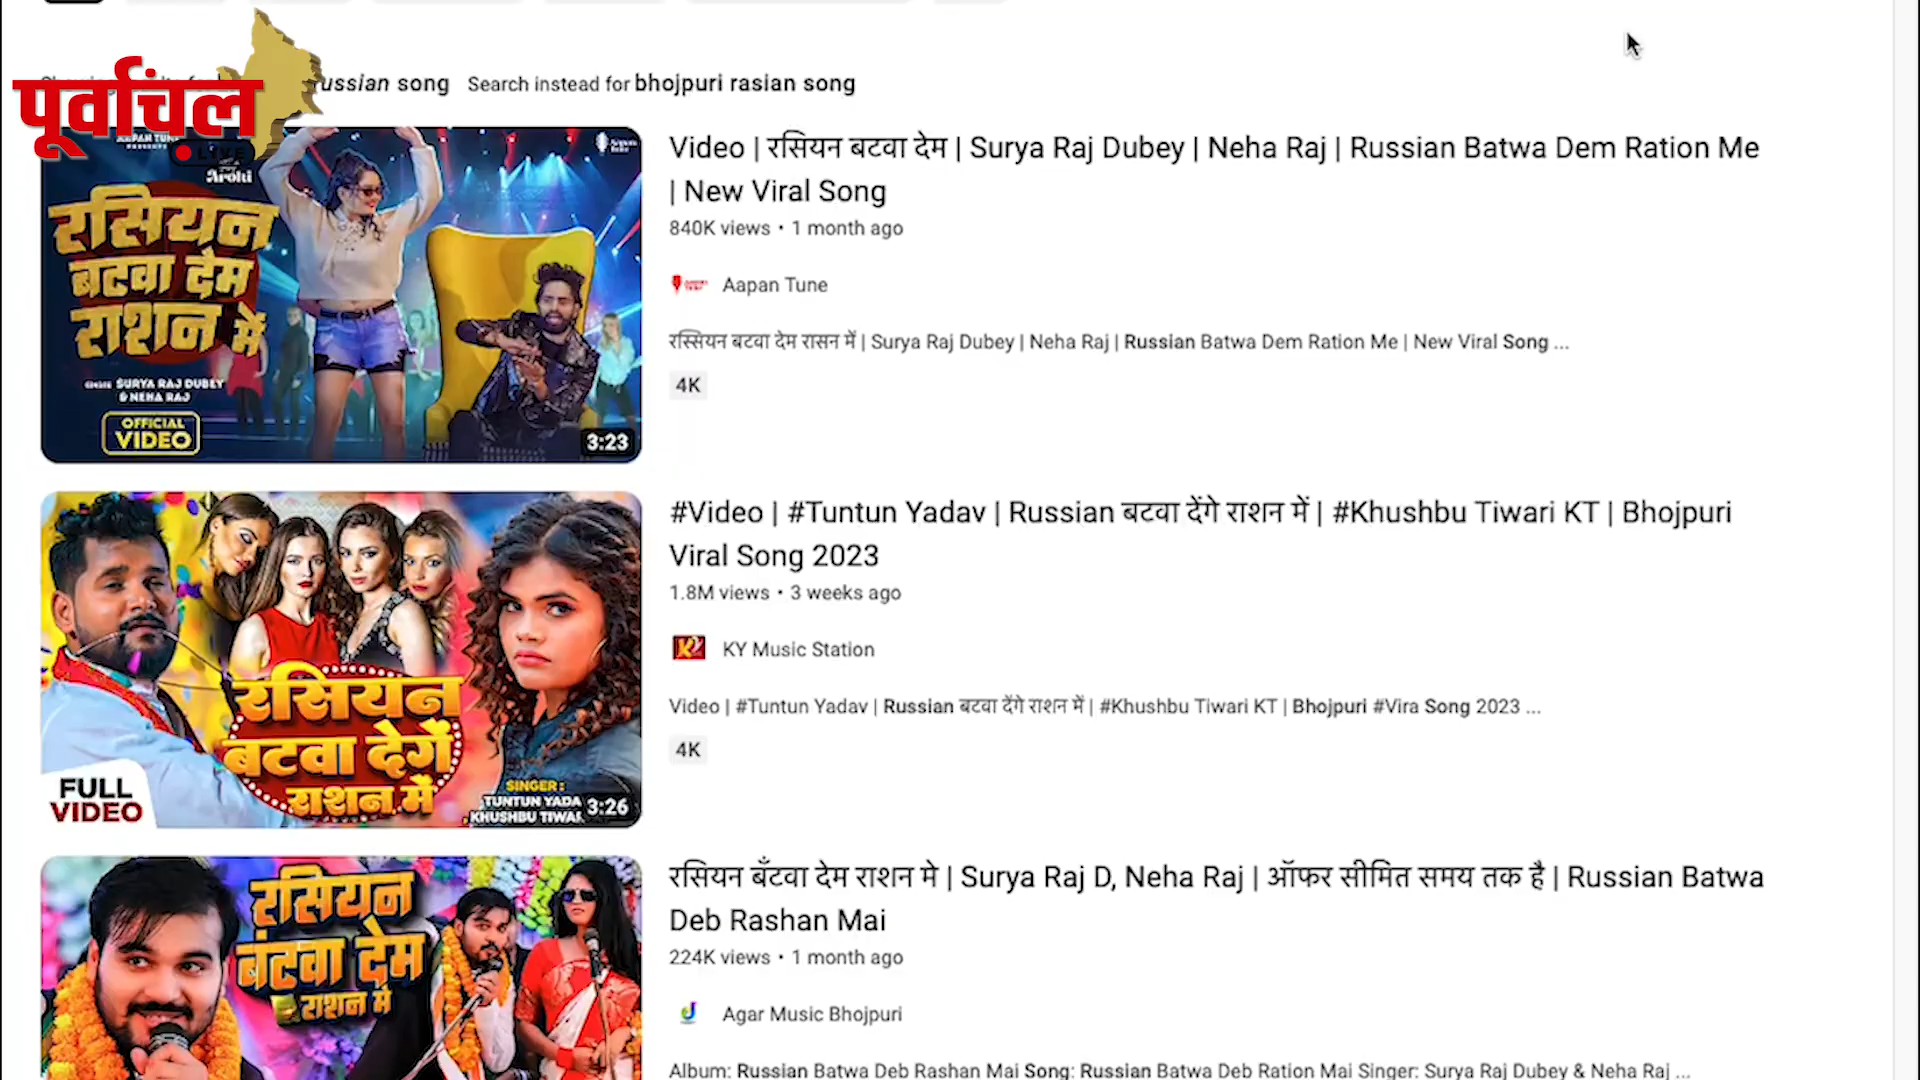 पूर्वांचल
LIVE
russian song Search instead for bhojpuri rasian song
PRESENTS
Arohi
रसियन
बटवा देम
राशन में
SURYA RAJ DUBEY
& NEHA RAJ
OFFICIAL
VIDEO
3:23
Video | रसियन बटवा देम | Surya Raj Dubey | Neha Raj | Russian Batwa Dem Ration Me
| New Viral Song
840K views • 1 month ago
Aapan Tune
रस्सियन बटवा देम रासन में | Surya Raj Dubey | Neha Raj | Russian Batwa Dem Ration Me | New Viral Song ...
4K
रसियन
बटवा देगें
राशन में
FULL
VIDEO
SINGER :
TUNTUN YADA
KHUSHBU TIWAR
3:26
#Video | #Tuntun Yadav | Russian बटवा देंगे राशन में | #Khushbu Tiwari KT | Bhojpuri
Viral Song 2023
1.8M views • 3 weeks ago
KY Music Station
Video | #Tuntun Yadav | Russian बटवा देंगे राशन में | #Khushbu Tiwari KT | Bhojpuri #Vira Song 2023 ...
4K
रसियन
बंटवा देम
राशन मे
रसियन बँटवा देम राशन मे | Surya Raj D, Neha Raj | ऑफर सीमित समय तक है | Russian Batwa
Deb Rashan Mai
224K views • 1 month ago
Agar Music Bhojpuri
Album: Russian Batwa Deb Rashan Mai Song: Russian Batwa Deb Ration Mai Singer: Surya Raj Dubey & Neha Raj ...